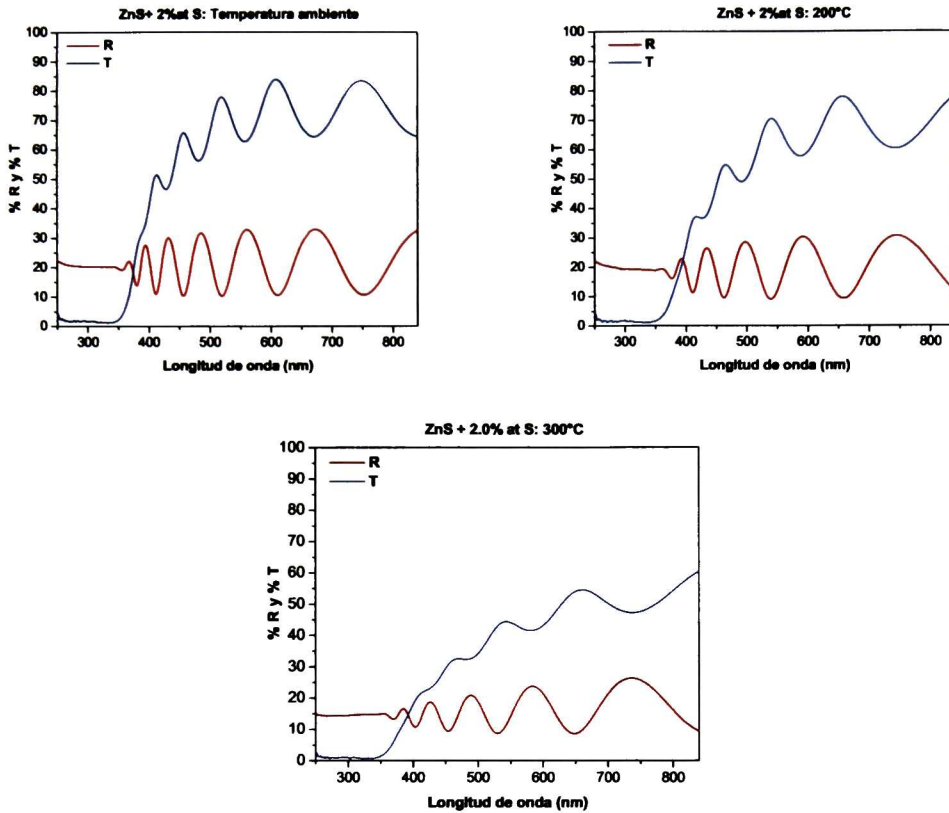 ZnS+ 2%at S: Temperatura ambiente
R
T
% R y % T
100
90
80
70
60
50
40
30
20
10
0
300 400 500 600 700 800
Longitud de onda (nm)
ZnS + 2%at S: 200°C
R
T
% R y % T
100
90
80
70
60
50
40
30
20
10
0
300 400 500 600 700 800
Longitud de onda (nm)
ZnS + 2.0% at S: 300°C
R
T
% R y % T
100
90
80
70
60
50
40
30
20
10
0
300 400 500 600 700 800
Longitud de onda (nm)